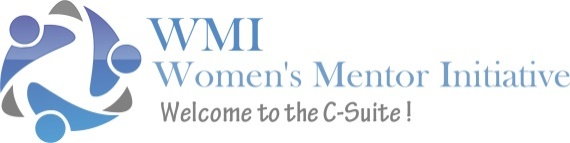 WMI
Women's Mentor Initiative
Welcome to the C-Suite !